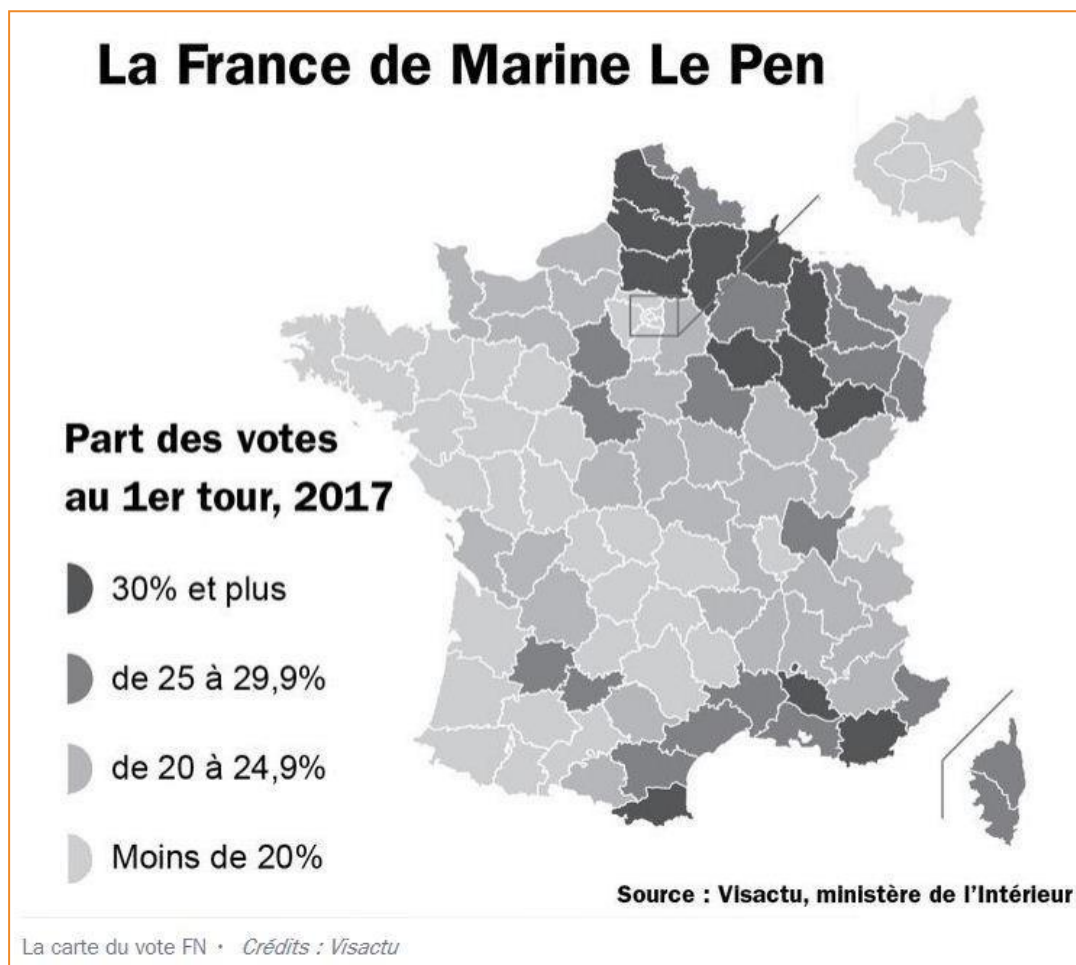 La France de Marine Le Pen
Part des votes
au 1er tour, 2017
30% et plus
de 25 à 29,9%
de 20 à 24,9%
Moins de 20%
Source : Visactu, ministère de l'Intérieur
La carte du vote FN • Crédits : Visactu